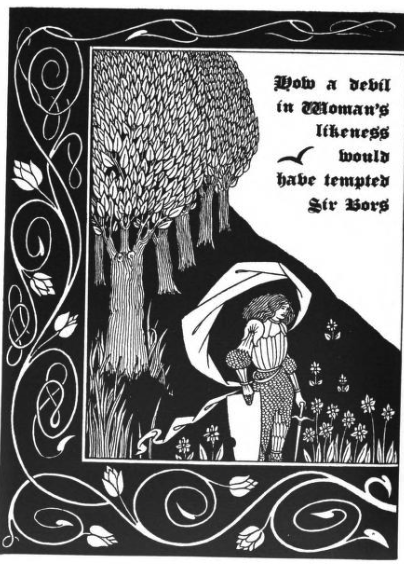 How a devil
in Woman's
likeness
would
have tempted
Sir Bors